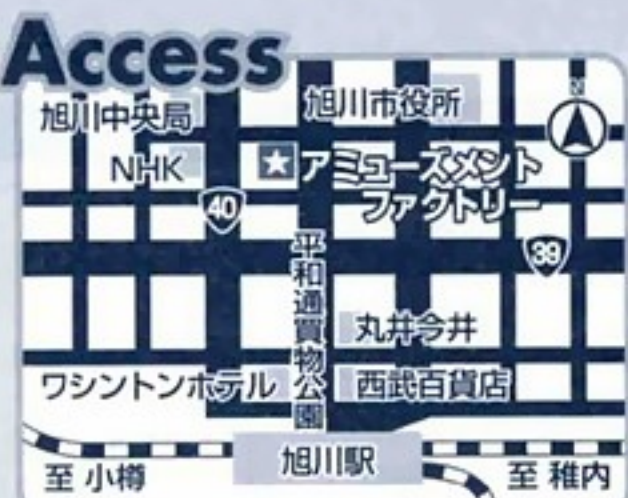 Access
旭川中央局
旭川市役所
N
NHK
アミューズメント
ファクトリー
40
39
平和通買物公園
丸井今井
ワシントンホテル
西武百貨店
旭川駅
至 小樽
至 稚内